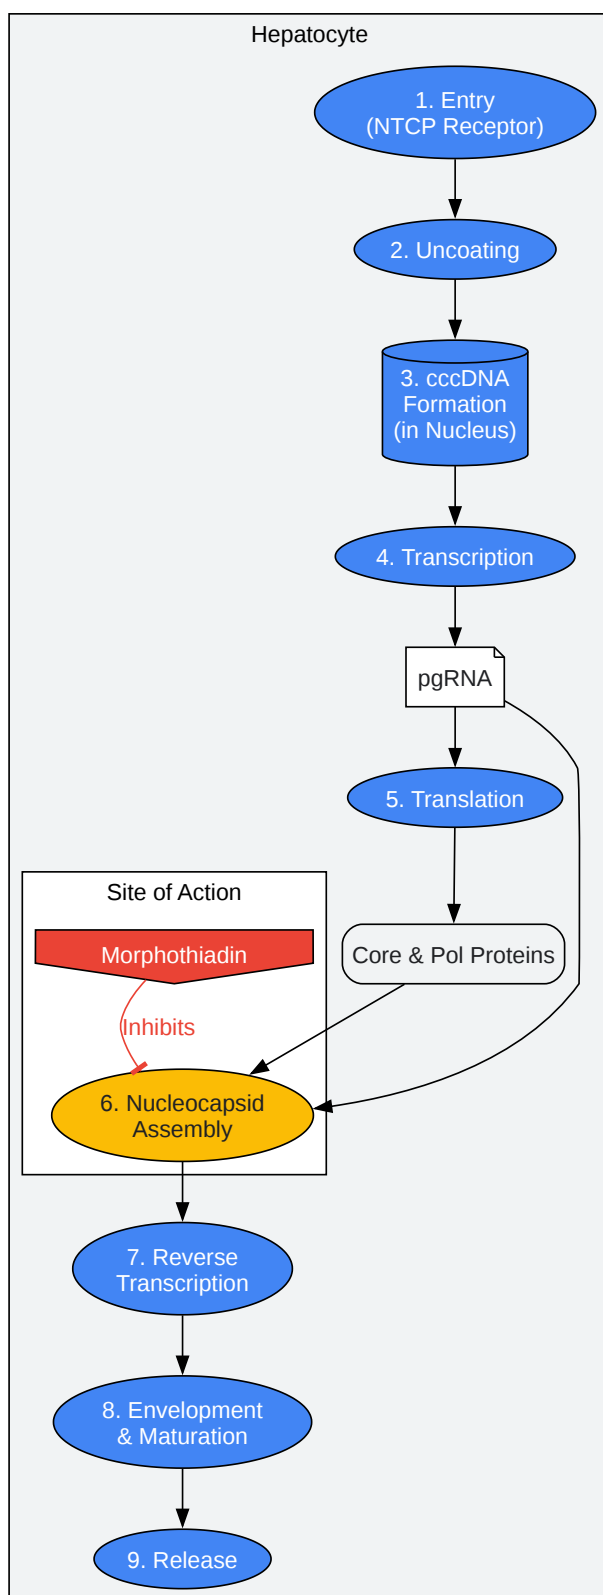 Hepatocyte
1. Entry
(NTCP Receptor)
2. Uncoating
3. cccDNA
Formation
(in Nucleus)
4. Transcription
pgRNA
5. Translation
Site of Action
Morphothiadin
Core & Pol Proteins
Inhibits
6. Nucleocapsid
Assembly
7. Reverse
Transcription
8. Envelopment
& Maturation
9. Release